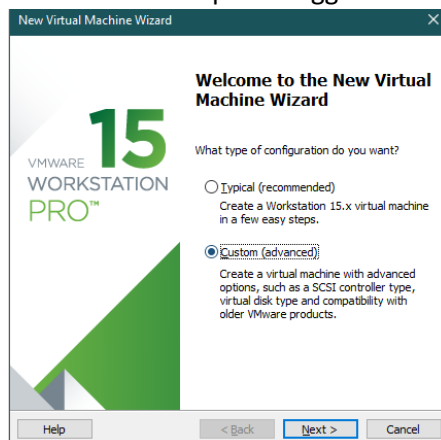 New Virtual Machine Wizard
VMWARE 15
WORKSTATION
PRO™
Welcome to the New Virtual
Machine Wizard
What type of configuration do you want?
Typical (recommended)
Create a Workstation 15.x virtual machine
in a few easy steps.
Custom (advanced)
Create a virtual machine with advanced
options, such as a SCSI controller type,
virtual disk type and compatibility with
older VMware products.
Help
< Back
Next >
Cancel